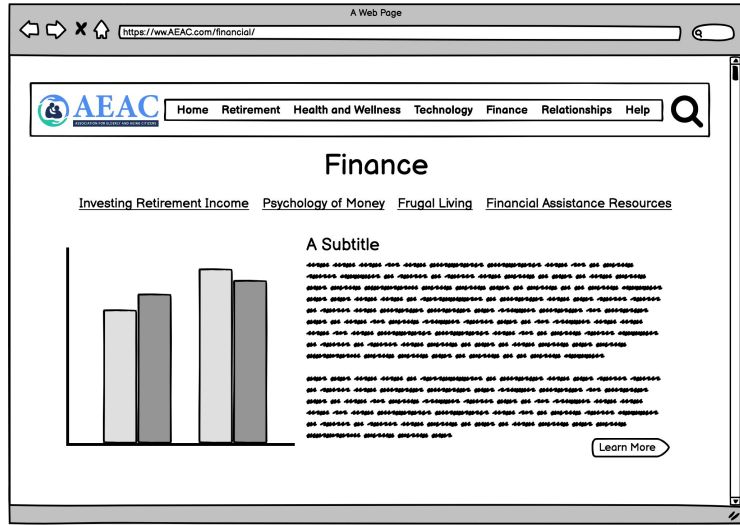 A Web Page
https://ww.AEAC.com/financial/
AEAC
ASSOCIATION FOR ELDERLY AND AGING CITIZENS
Home Retirement Health and Wellness Technology Finance Relationships Help
Finance
Investing Retirement Income Psychology of Money Frugal Living Financial Assistance Resources
A Subtitle
Learn More